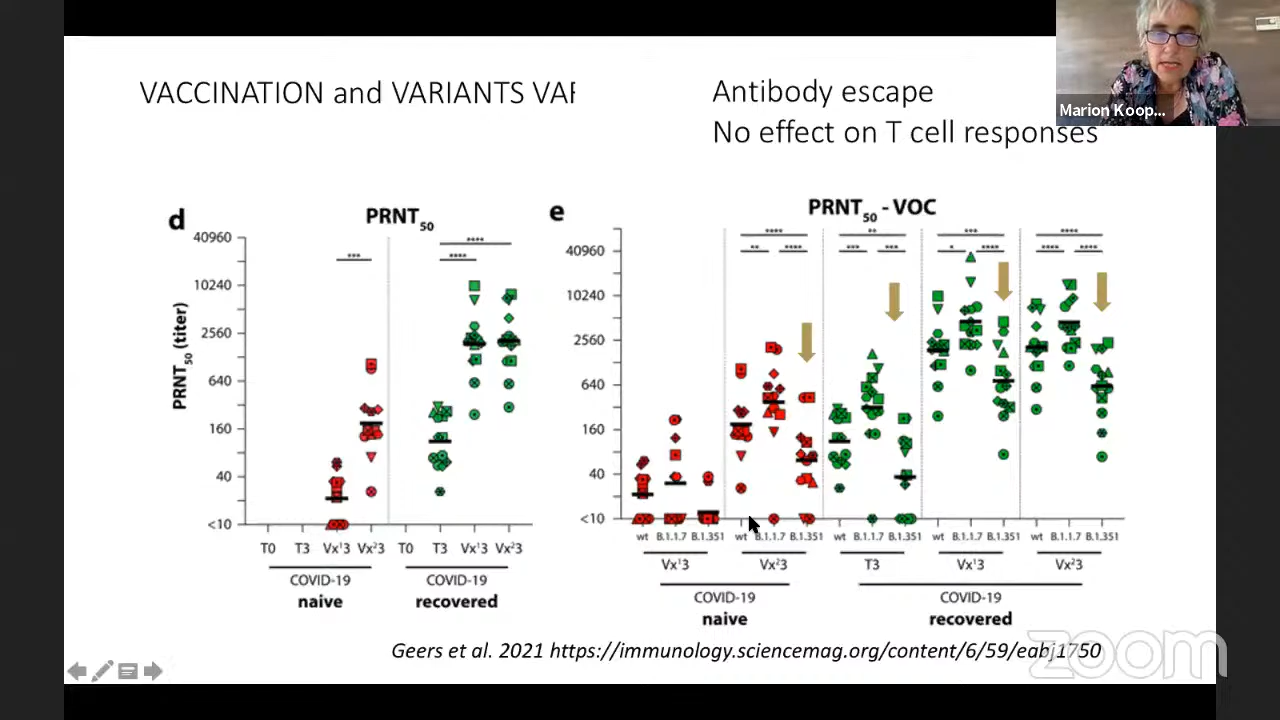 VACCINATION and VARIANTS VAR
Antibody escape
No effect on T cell responses
Marion Koop...
d
PRNT50
****
***
****
PRNT50 (titer)
40960
10240
2560
640
160
40
<10
T0 T3 Vx¹3 Vx²3 T0 T3 Vx¹3 Vx²3
COVID-19 COVID-19
naive recovered
e
PRNT50 - VOC
**** ** *** ****
** **** *** *** * **** **** ****
40960
10240
2560
640
160
40
<10
wt B.1.1.7 B.1.351 wt B.1.1.7 B.1.351 wt B.1.1.7 B.1.351 wt B.1.1.7 B.1.351 wt B.1.1.7 B.1.351
Vx¹3 Vx²3 T3 Vx¹3 Vx²3
COVID-19 COVID-19
naive recovered
Geers et al. 2021 https://immunology.sciencemag.org/content/6/59/eabj1750
zoom